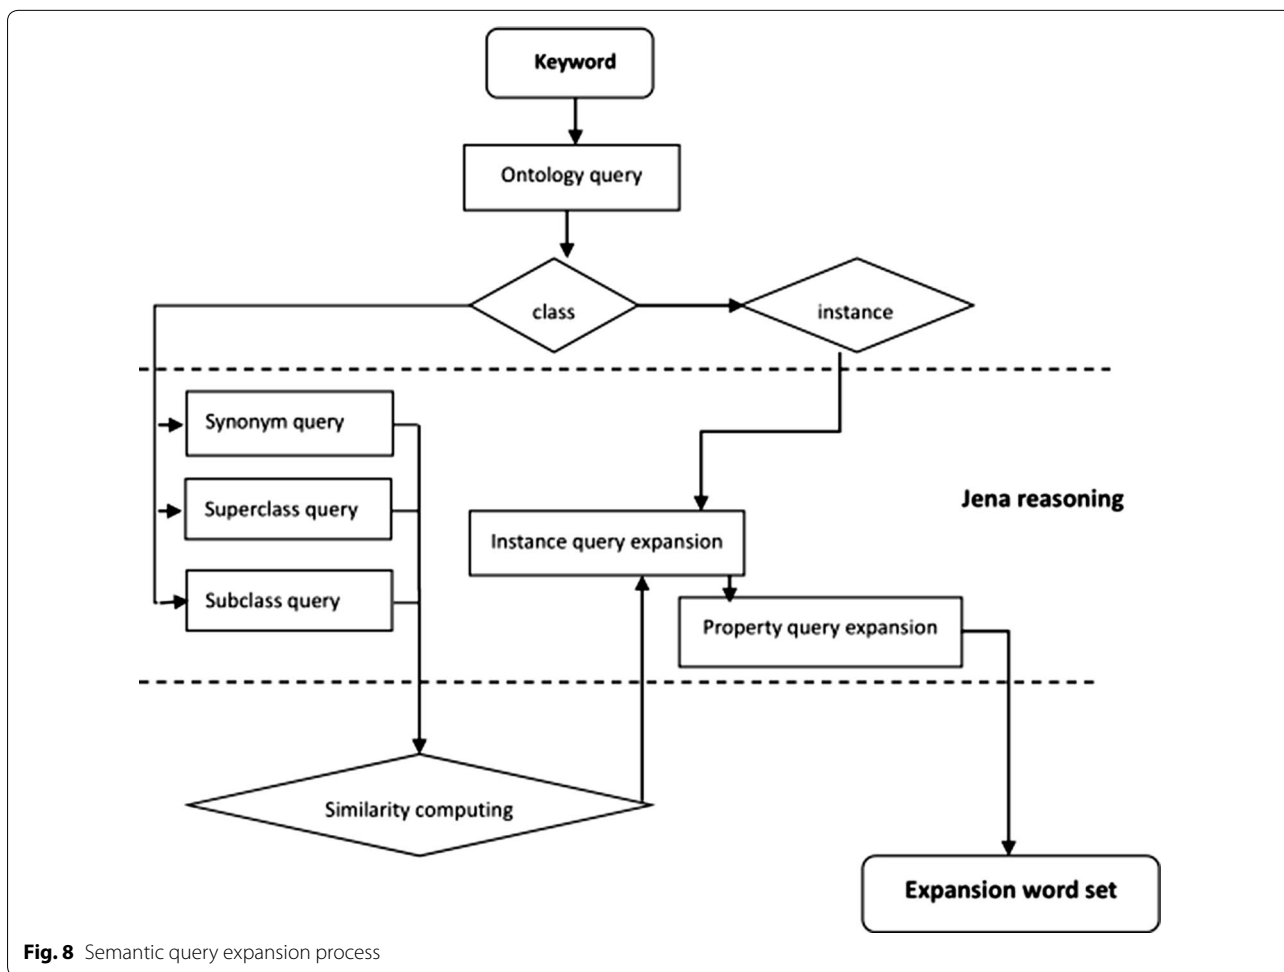 Keyword
Ontology query
class
instance
Synonym query
Superclass query
Subclass query
Instance query expansion
Property query expansion
Jena reasoning
Similarity computing
Expansion word set
Fig. 8 Semantic query expansion process